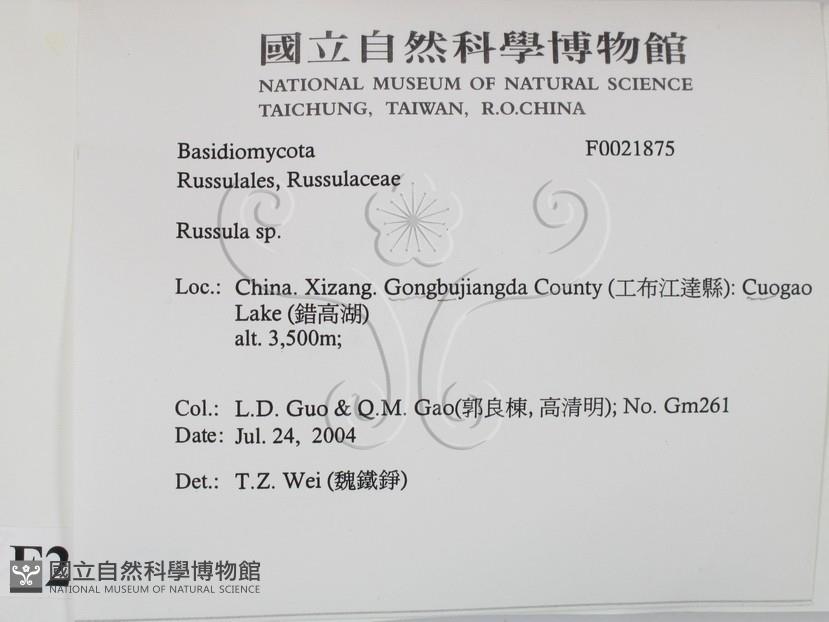 國立自然科學博物館
NATIONAL MUSEUM OF NATURAL SCIENCE
TAICHUNG, TAIWAN, R.O.CHINA
Basidiomycota F0021875
Russulales, Russulaceae
Russula sp.
Loc.: China. Xizang. Gongbujiangda County (工布江達縣): Cuogao
Lake (錯高湖)
alt. 3,500m;
Col.: L.D. Guo & Q.M. Gao(郭良棟, 高清明); No. Gm261
Date: Jul. 24, 2004
Det.: T.Z. Wei (魏鐵錚)
國立自然科學博物館
NATIONAL MUSEUM OF NATURAL SCIENCE